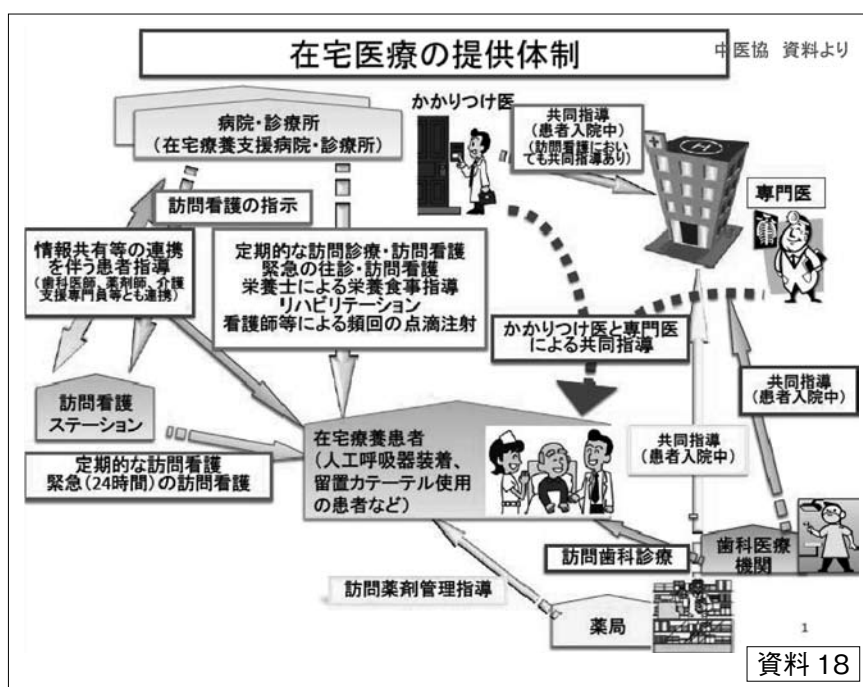 在宅医療の提供体制
中医協 資料より
病院・診療所
(在宅療養支援病院・診療所)
かかりつけ医
共同指導
(患者入院中)
(訪問看護におい
ても共同指導あり)
専門医
訪問看護の指示
情報共有等の連携
を伴う患者指導
(歯科医師、薬剤師、介護
支援専門員等とも連携)
定期的な訪問診療・訪問看護
緊急の往診・訪問看護
栄養士による栄養食事指導
リハビリテーション
看護師等による頻回の点滴注射
かかりつけ医と専門医
による共同指導
共同指導
(患者入院中)
訪問看護
ステーション
定期的な訪問看護
緊急(24時間)の訪問看護
在宅療養患者
(人工呼吸器装着、
留置カテーテル使用
の患者など)
共同指導
(患者入院中)
訪問歯科診療
歯科医療
機関
訪問薬剤管理指導
薬局
1
資料 18